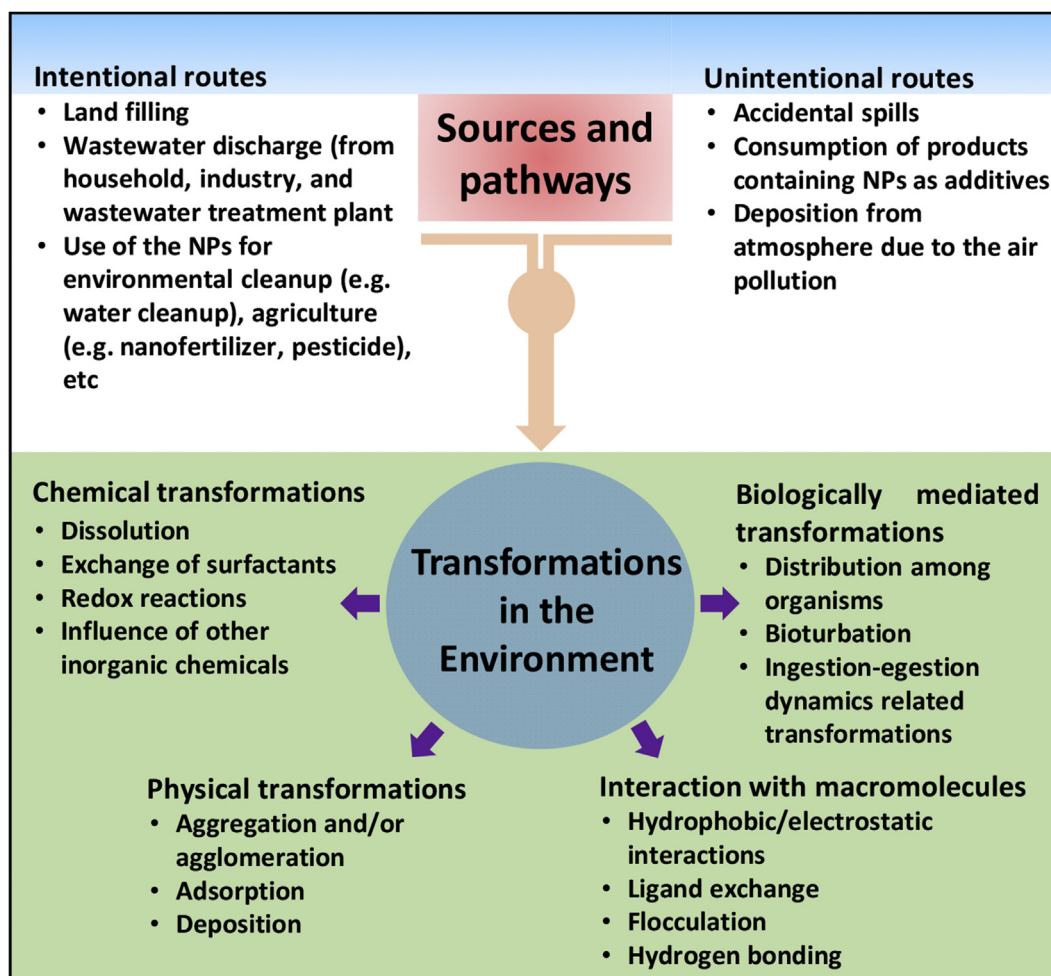 Intentional routes
• Land filling
• Wastewater discharge (from
household, industry, and
wastewater treatment plant
• Use of the NPs for
environmental cleanup (e.g.
water cleanup), agriculture
(e.g. nanofertilizer, pesticide),
etc
Sources and
pathways
Unintentional routes
• Accidental spills
• Consumption of products
containing NPs as additives
• Deposition from
atmosphere due to the air
pollution
Chemical transformations
• Dissolution
• Exchange of surfactants
• Redox reactions
• Influence of other
inorganic chemicals
Transformations
in the
Environment
Biologically mediated
transformations
• Distribution among
organisms
• Bioturbation
• Ingestion-egestion
dynamics related
transformations
Physical transformations
• Aggregation and/or
agglomeration
• Adsorption
• Deposition
Interaction with macromolecules
• Hydrophobic/electrostatic
interactions
• Ligand exchange
• Flocculation
• Hydrogen bonding